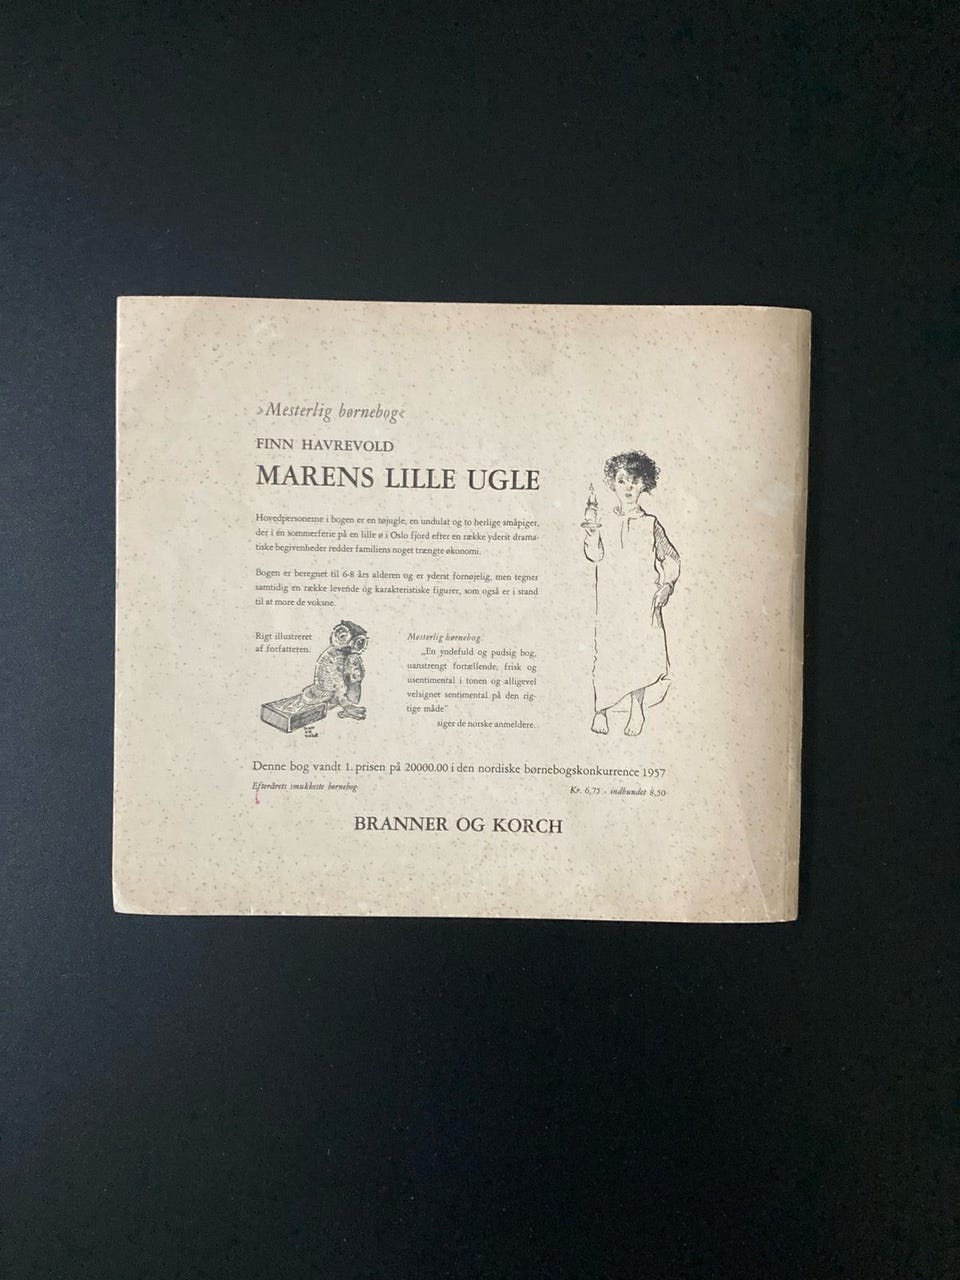 ›Mesterlig børnebog‹
FINN HAVREVOLD
MARENS LILLE UGLE
Hovedpersonerne i bogen er en tøjugle, en undulat og to herlige småpiger,
der i én sommerferie på en lille ø i Oslo fjord efter en række yderst drama-
tiske begivenheder redder familiens noget trængte økonomi.
Bogen er beregnet til 6-8 års alderen og er yderst fornøjelig, men tegner
samtidig en række levende og karakteristiske figurer, som også er i stand
til at more de voksne.
Rigt illustreret
af forfatteren.
Mesterlig børnebog.
„En yndefuld og pudsig bog,
uanstrengt fortællende, frisk og
usentimental i tonen og alligevel
velsignet sentimental på den rig-
tige måde"
siger de norske anmeldere.
Denne bog vandt 1. prisen på 20000.00 i den nordiske børnebogskonkurrence 1957
Efterårets smukkeste børnebog
Kr. 6,75 - indbundet 8,50
BRANNER OG KORCH